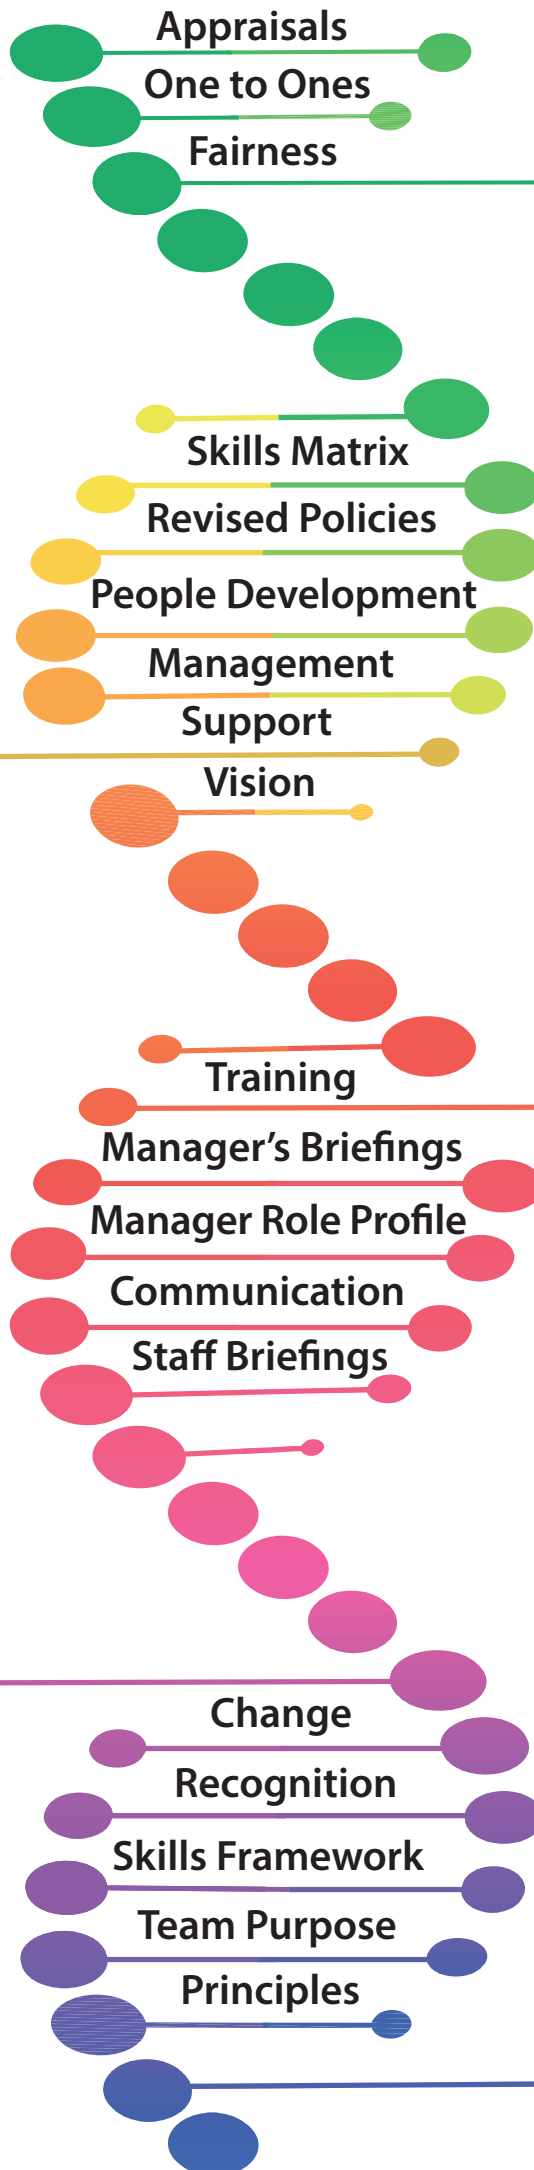 Appraisals
One to Ones
Fairness
Skills Matrix
Revised Policies
People Development
Management
Support
Vision
Training
Manager’s Briefings
Manager Role Profile
Communication
Staff Briefings
Change
Recognition
Skills Framework
Team Purpose
Principles